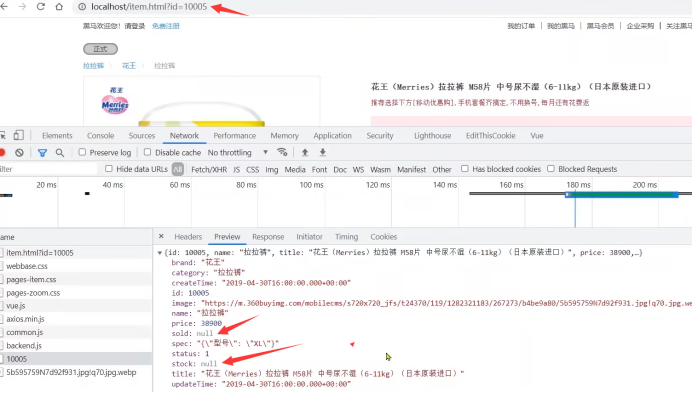 localhost/item.html?id=10005
黑马欢迎您！请登录 免费注册
我的订单 | 我的黑马 | 黑马会员 | 企业采购 | 关注黑
正式
拉拉裤 花王 拉拉裤
花王
Merries
花王（Merries）拉拉裤 M58片 中号尿不湿（6-11kg）（日本原装进口）
推荐选择下方[移动优惠购],手机套餐齐搞定,不用换号,每月还有花费返
Elements Console Sources Network Performance Memory Application Security Lighthouse EditThisCookie Vue
Preserve log Disable cache No throttling
ilter Hide data URLs All Fetch/XHR JS CSS Img Media Font Doc WS Wasm Manifest Other Has blocked cookies Blocked Requests
20 ms 40 ms 60 ms 80 ms 100 ms 120 ms 140 ms 160 ms 180 ms 200 ms
ame
× Headers Preview Response Initiator Timing Cookies
item.html?id=10005
webbase.css
pages-item.css
pages-zoom.css
vue.js
axios.min.js
common.js
backend.js
10005
5b595759N7d92f931.jpg!q70.jpg.webp
{id: 10005, name: "拉拉裤", title: "花王（Merries）拉拉裤 M58片 中号尿不湿（6-11kg）（日本原装进口）", price: 38900,…}
brand: "花王"
category: "拉拉裤"
createTime: "2019-04-30T16:00:00.000+00:00"
id: 10005
image: "https://m.360buyimg.com/mobilecms/s720x720_jfs/t24370/119/1282321183/267273/b4be9a80/5b595759N7d92f931.jpg!q70.jpg.we
name: "拉拉裤"
price: 38900
sold: null
spec: "{\"型号\": \"XL\"}"
status: 1
stock: null
title: "花王（Merries）拉拉裤 M58片 中号尿不湿（6-11kg）（日本原装进口）"
updateTime: "2019-04-30T16:00:00.000+00:00"